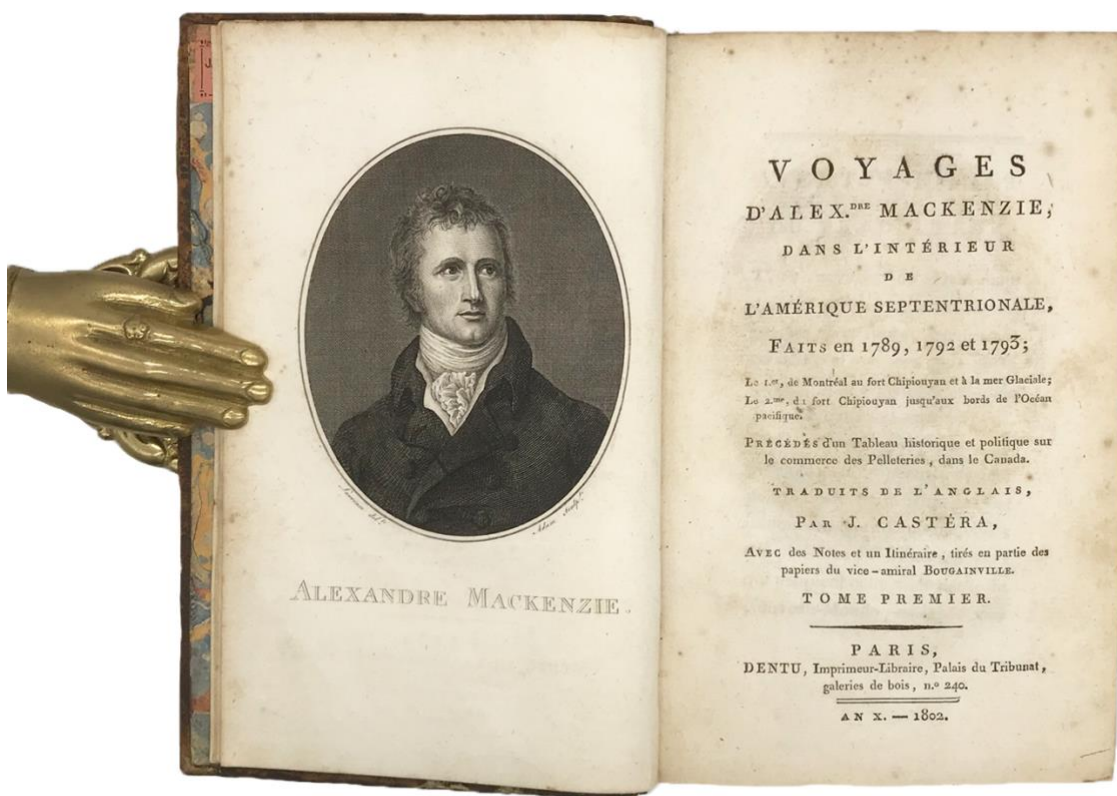 ALEXANDRE MACKENZIE.
VOYAGES
D'ALEX.DRE MACKENZIE,
DANS L'INTÉRIEUR
DE
L'AMÉRIQUE SEPTENTRIONALE,
FAITS en 1789, 1792 et 1793;
Le 1.er, de Montréal au fort Chipiouyan et à la mer Glaciale;
Le 2.me, du fort Chipiouyan jusqu'aux bords de l'Océan
pacifique.
PRÉCÉDÉS d'un Tableau historique et politique sur
le commerce des Pelleteries, dans le Canada.
TRADUITS DE L'ANGLAIS,
PAR J. CASTÉRA,
AVEC des Notes et un Itinéraire, tirés en partie des
papiers du vice-amiral BOUGAINVILLE.
TOME PREMIER.
PARIS,
DENTU, Imprimeur-Libraire, Palais du Tribunat,
galeries de bois, n.o 240.
AN X. — 1802.